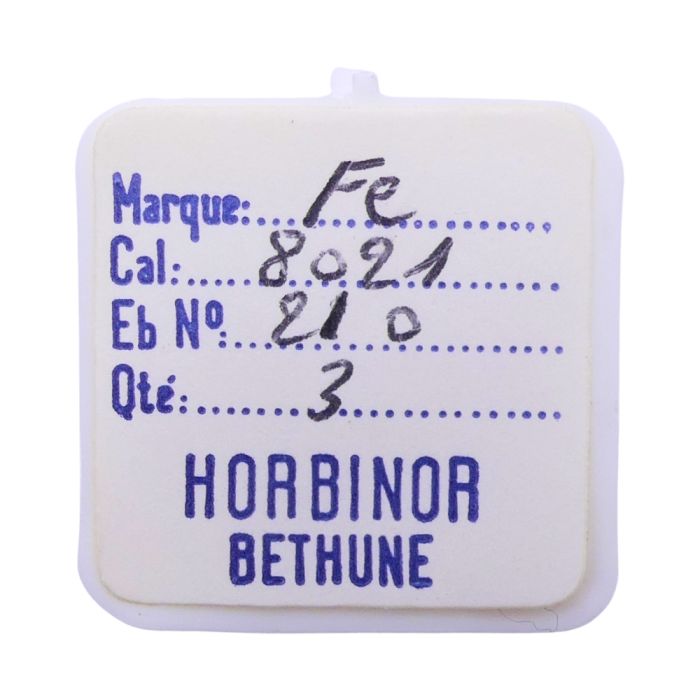 Marque: Fe
Cal: 8021
Eb Nº: 210
Qté: 3
HORBINOR
BETHUNE